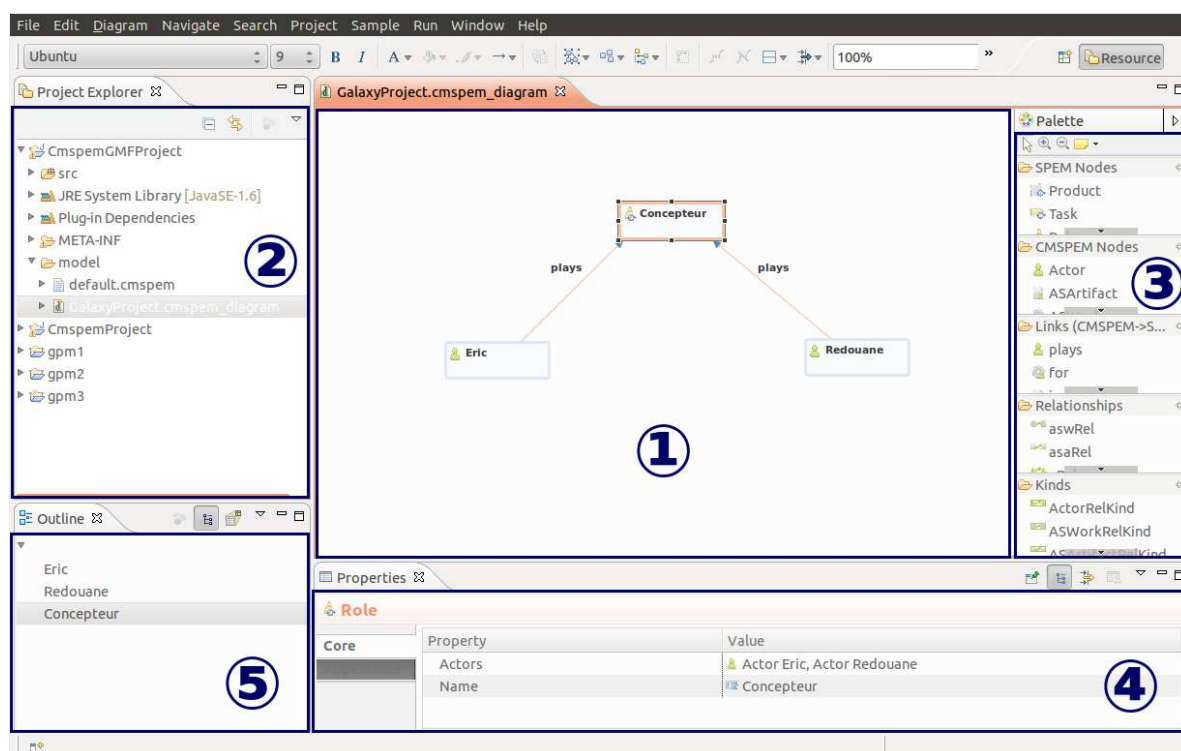 File Edit Diagram Navigate Search Project Sample Run Window Help
Ubuntu 9 B I A 100% » Resource
Project Explorer
CmspemGMFProject
src
JRE System Library [JavaSE-1.6]
Plug-in Dependencies
META-INF
model
default.cmspem
GalaxyProject.cmspem_diagram
CmspemProject
gpm1
gpm2
gpm3
②
GalaxyProject.cmspem_diagram
Concepteur
plays
plays
Eric
Redouane
①
Palette
SPEM Nodes
Product
Task
CMSPEM Nodes
Actor
ASArtifact
Links (CMSPEM->S...
plays
for
Relationships
aswRel
asaRel
Kinds
ActorRelKind
ASWorkRelKind
③
Outline
Eric
Redouane
Concepteur
⑤
Properties
Role
Core
Property Value
Actors Actor Eric, Actor Redouane
Name Concepteur
④